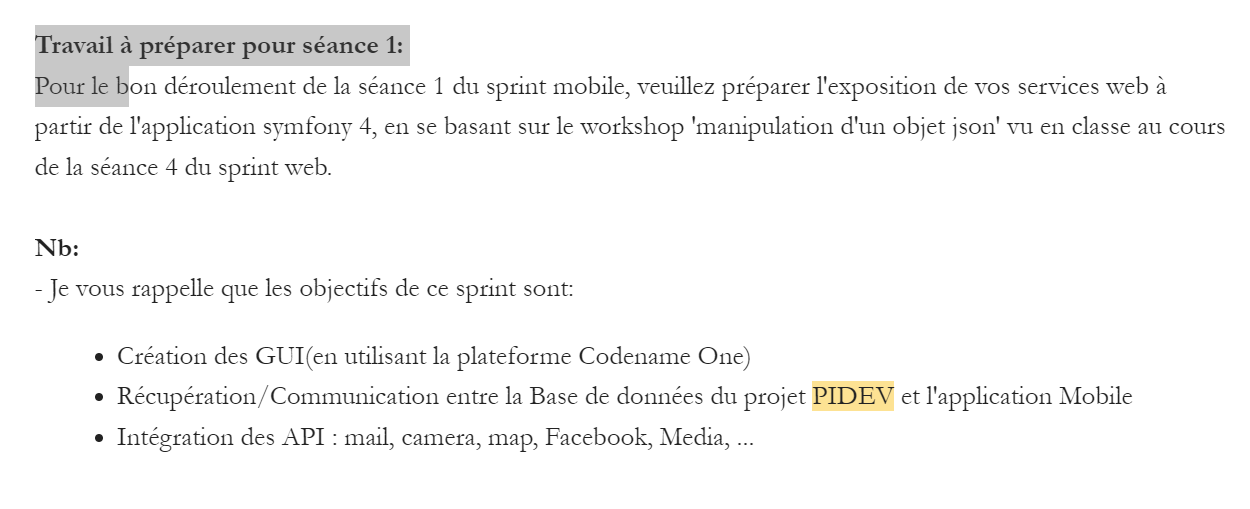 Travail à préparer pour séance 1:
Pour le bon déroulement de la séance 1 du sprint mobile, veuillez préparer l'exposition de vos services web à
partir de l'application symfony 4, en se basant sur le workshop 'manipulation d'un objet json' vu en classe au cours
de la séance 4 du sprint web.
Nb:
- Je vous rappelle que les objectifs de ce sprint sont:
• Création des GUI(en utilisant la plateforme Codename One)
• Récupération/Communication entre la Base de données du projet PIDEV et l'application Mobile
• Intégration des API : mail, camera, map, Facebook, Media, ...